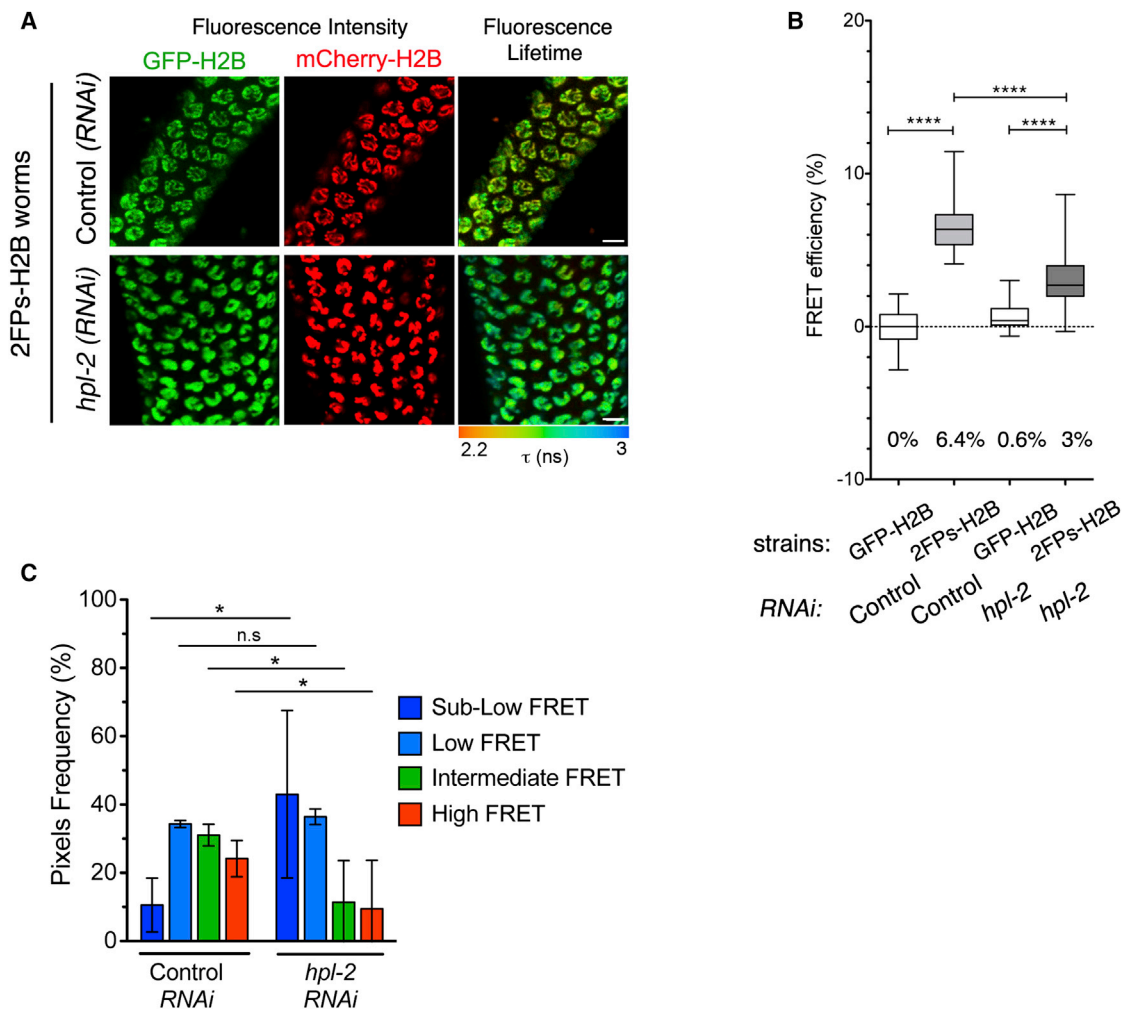 A
Fluorescence Intensity
Fluorescence
Lifetime
GFP-H2B
mCherry-H2B
2FPs-H2B worms
Control (RNAi)
hpl-2 (RNAi)
2.2
τ (ns)
3
B
FRET efficiency (%)
20
10
0
-10
****
****
****
0%
6.4%
0.6%
3%
strains:
GFP-H2B
2FPs-H2B
GFP-H2B
2FPs-H2B
RNAi:
Control
Control
hpl-2
hpl-2
C
Pixels Frequency (%)
100
80
60
40
20
0
*
n.s
*
*
Sub-Low FRET
Low FRET
Intermediate FRET
High FRET
Control
RNAi
hpl-2
RNAi